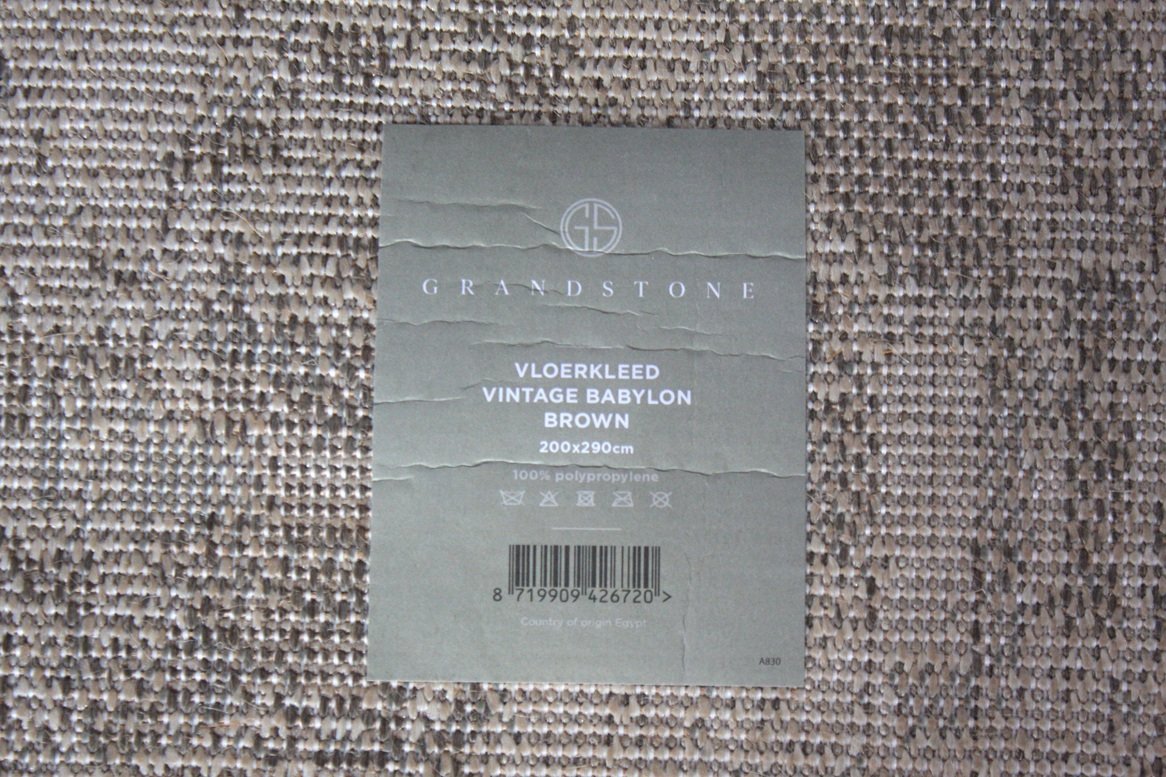 GS
GRANDSTONE
VLOERKLEED
VINTAGE BABYLON
BROWN
200x290cm
100% polypropylene
8 719909 426720 >
Country of origin Egypt
A830